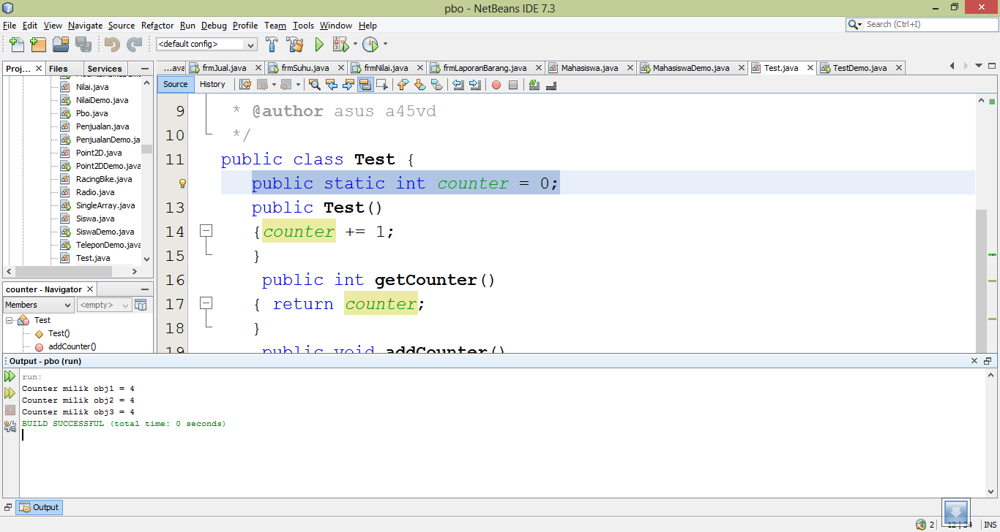 pbo - NetBeans IDE 7.3
File Edit View Navigate Source Refactor Run Debug Profile Team Tools Window Help
Search (Ctrl+I)
<default config>
Proj... Files Services
...ava frmJual.java frmSuhu.java frmNilai.java frmLaporanBarang.java Mahasiswa.java MahasiswaDemo.java Test.java TestDemo.java
Source History
Nilai.java
NilaiDemo.java
Pbo.java
Penjualan.java
PenjualanDemo.ja
Point2D.java
Point2DDemo.java
RacingBike.java
Radio.java
SingleArray.java
Siswa.java
SiswaDemo.java
TeleponDemo.java
Test.java
counter - Navigator
Members <empty>
Test
Test()
addCounter()
9 * @author asus a45vd
10 */
11 public class Test {
public static int counter = 0;
13 public Test()
14 {counter += 1;
15 }
16 public int getCounter()
17 { return counter;
18 }
19 public void addCounter()
Output - pbo (run)
run:
Counter milik obj1 = 4
Counter milik obj2 = 4
Counter milik obj3 = 4
BUILD SUCCESSFUL (total time: 0 seconds)
Output
2 12 | 34 INS